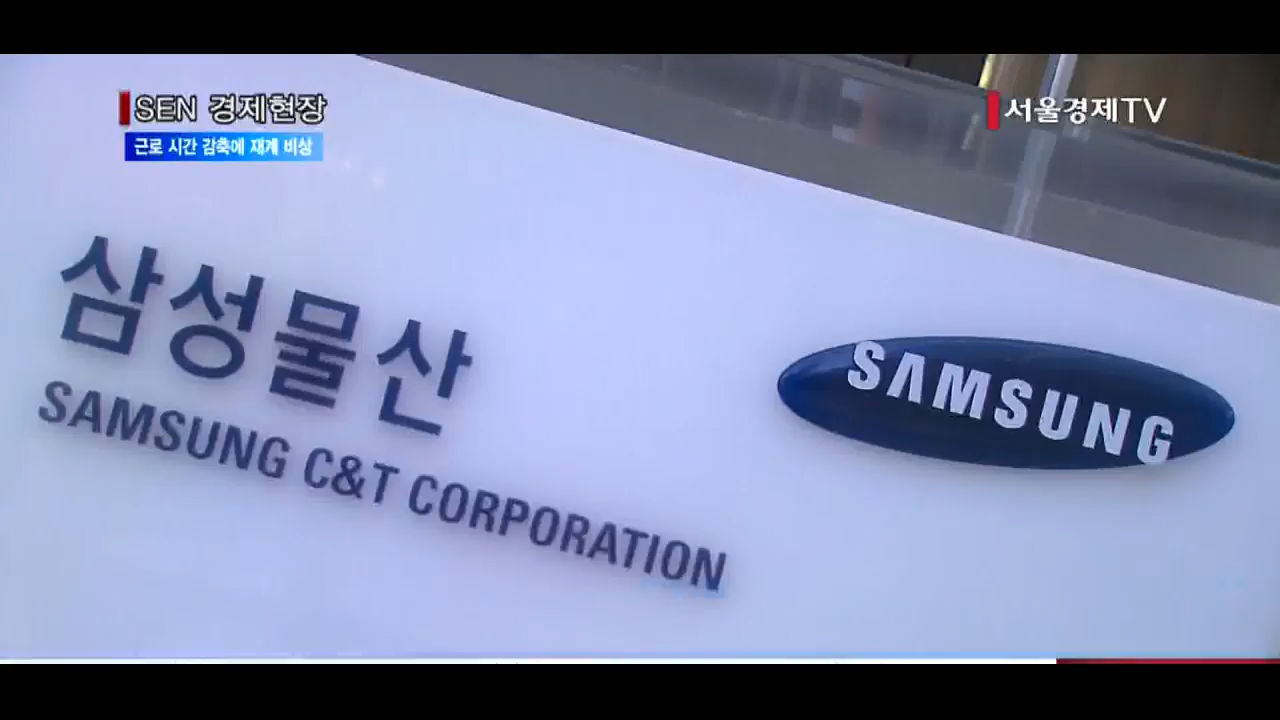 SEN 경제현장
서울경제TV
근로 시간 감축에 재계 비상
삼성물산
SAMSUNG C&T CORPORATION
SAMSUNG